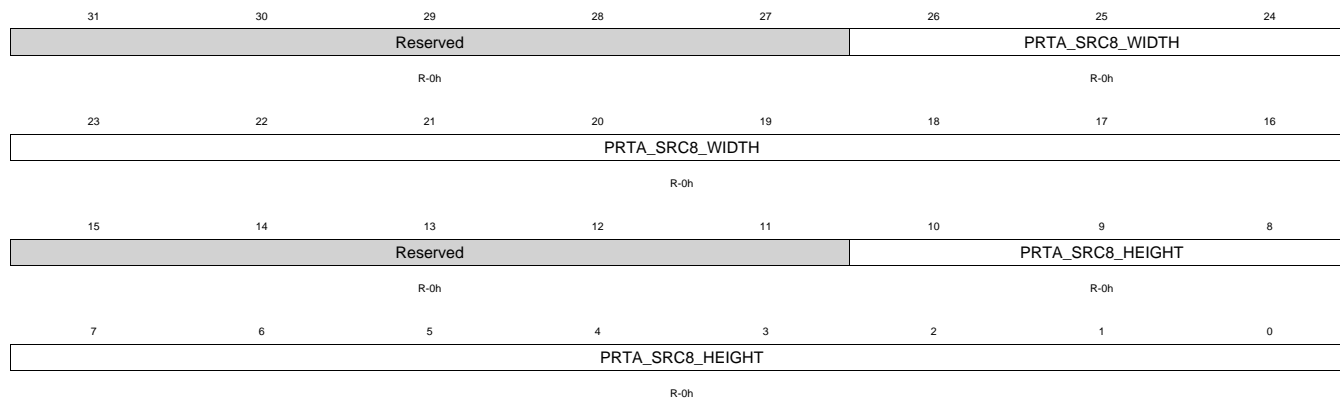 31 30 29 28 27 26 25 24
Reserved PRTA_SRC8_WIDTH
R-0h R-0h
23 22 21 20 19 18 17 16
PRTA_SRC8_WIDTH
R-0h
15 14 13 12 11 10 9 8
Reserved PRTA_SRC8_HEIGHT
R-0h R-0h
7 6 5 4 3 2 1 0
PRTA_SRC8_HEIGHT
R-0h